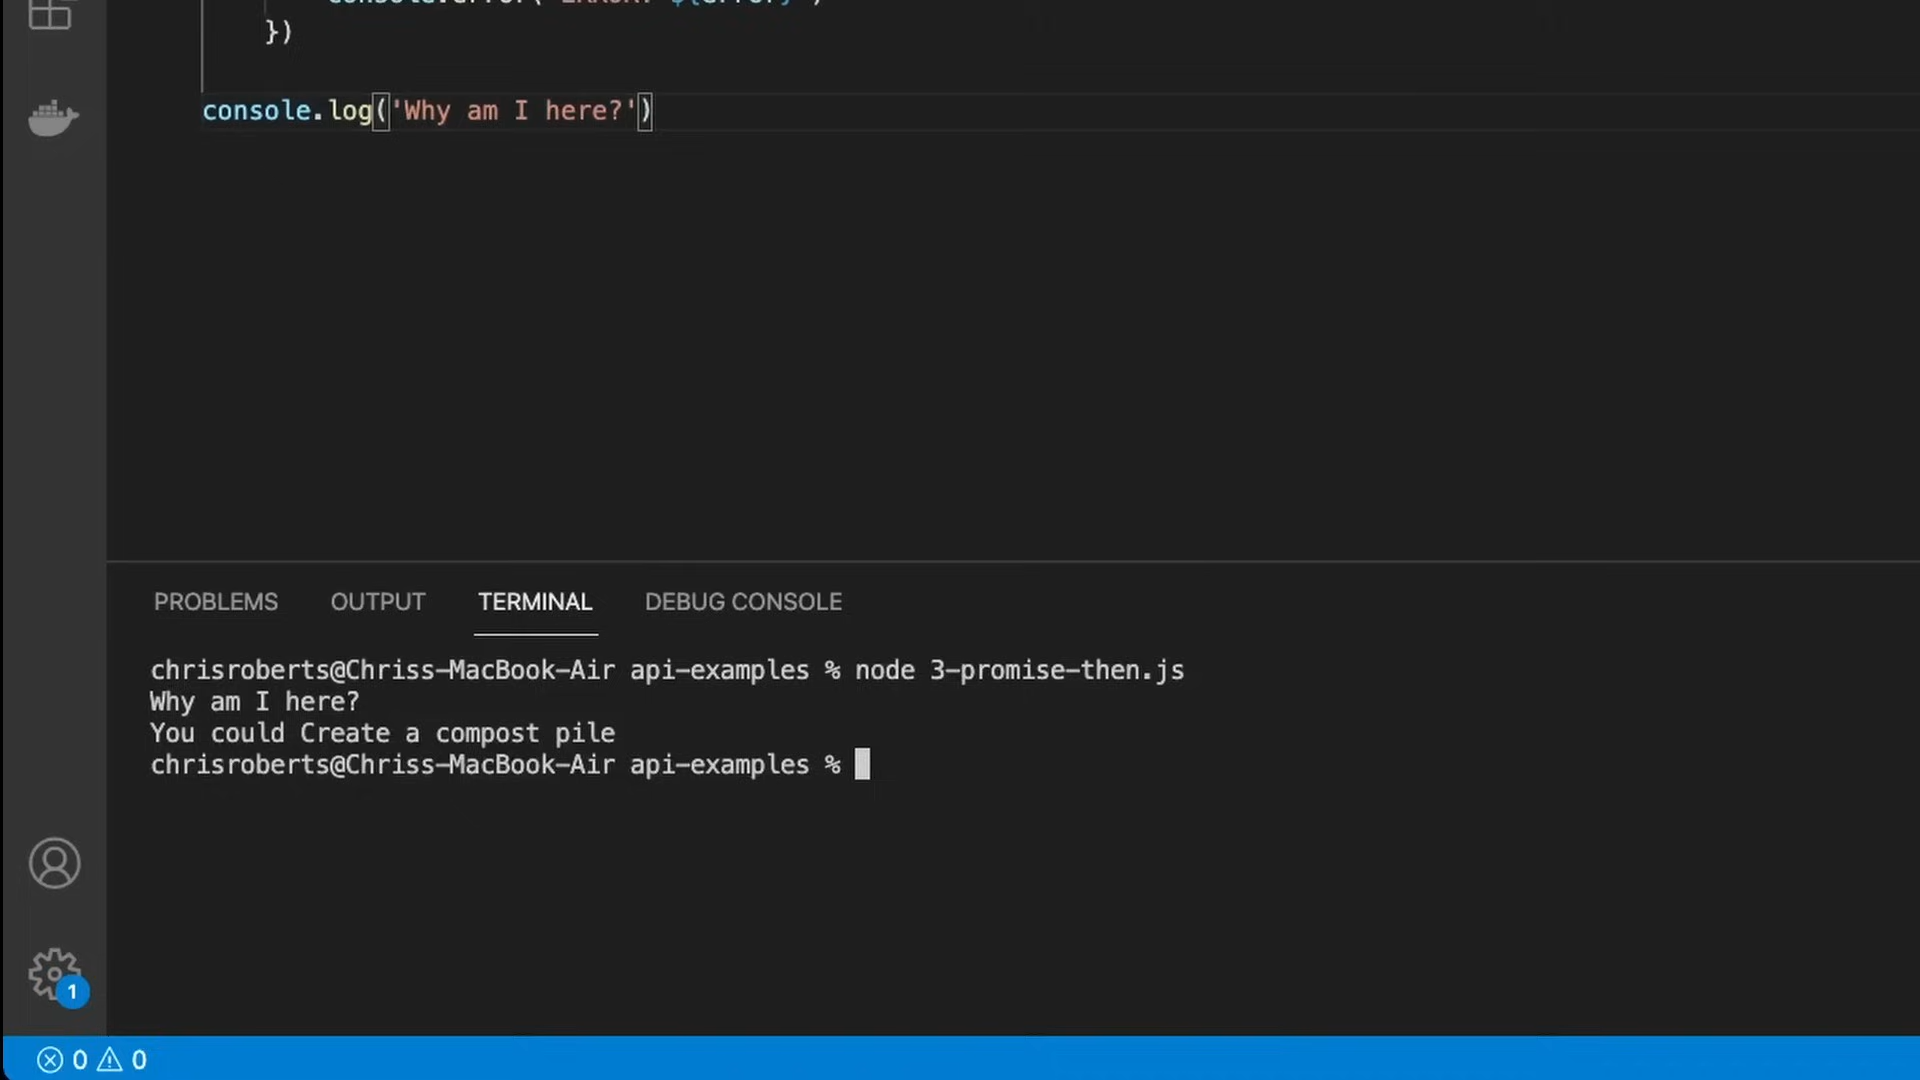 })
console.log('Why am I here?')
PROBLEMS OUTPUT TERMINAL DEBUG CONSOLE
chrisroberts@Chriss-MacBook-Air api-examples % node 3-promise-then.js
Why am I here?
You could Create a compost pile
chrisroberts@Chriss-MacBook-Air api-examples %
1
0 0